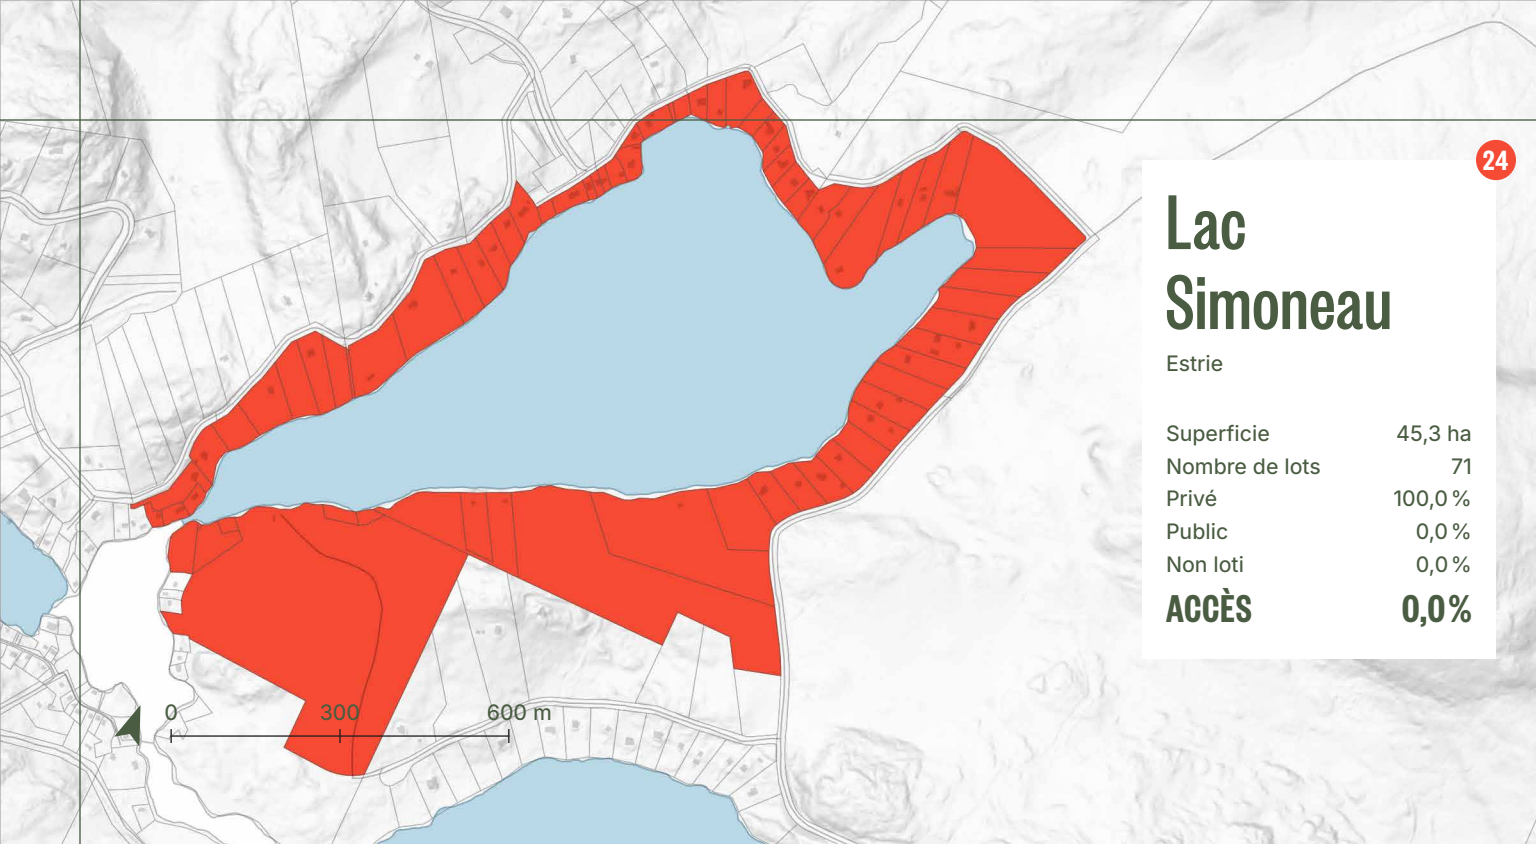 24
Lac
Simoneau
Estrie
Superficie 45,3 ha
Nombre de lots 71
Privé 100,0 %
Public 0,0 %
Non loti 0,0 %
ACCÈS 0,0 %
0 300 600 m